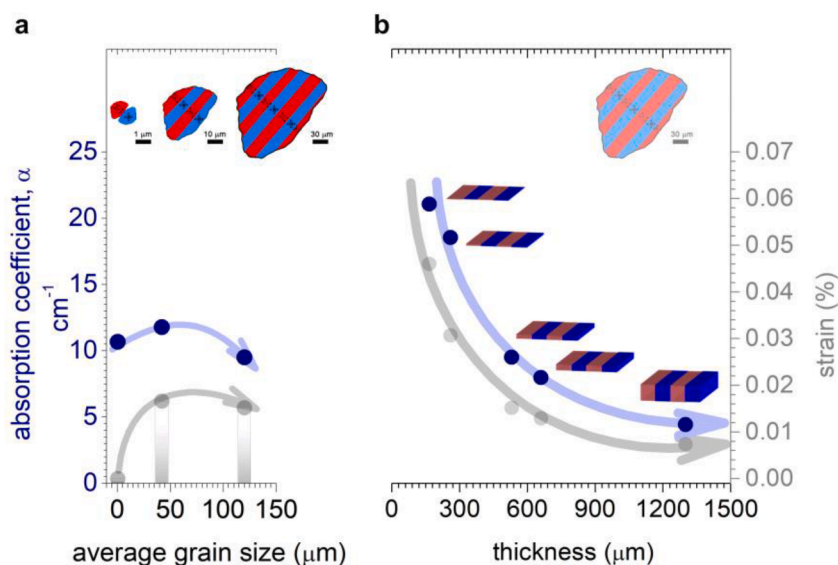 a
b
1 µm
10 µm
30 µm
30 µm
absorption coefficient, α
cm-1
25
20
15
10
5
0
0
50
100
150
average grain size (µm)
0.07
0.06
0.05
0.04
0.03
0.02
0.01
0.00
strain (%)
0
300
600
900
1200
1500
thickness (µm)